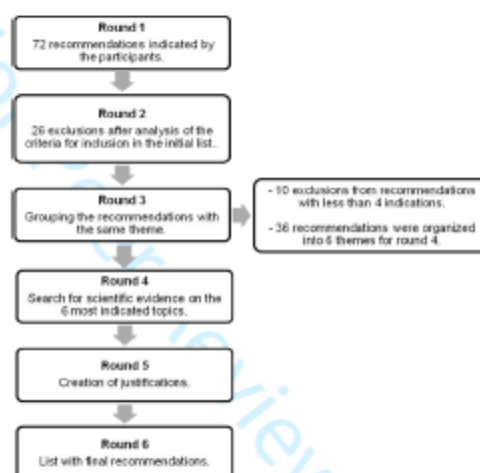 Round 1
72 recommendations indicated by
the participants.
Round 2
26 exclusions after analysis of the
criteria for inclusion in the initial list..
Round 3
Grouping the recommendations with
the same theme.
- 10 exclusions from recommendations
with less than 4 indications.
- 36 recommendations were organized
into 6 themes for round 4.
Round 4
Search for scientific evidence on the
6 most indicated topics.
Round 5
Creation of justifications.
Round 6
List with final recommendations.